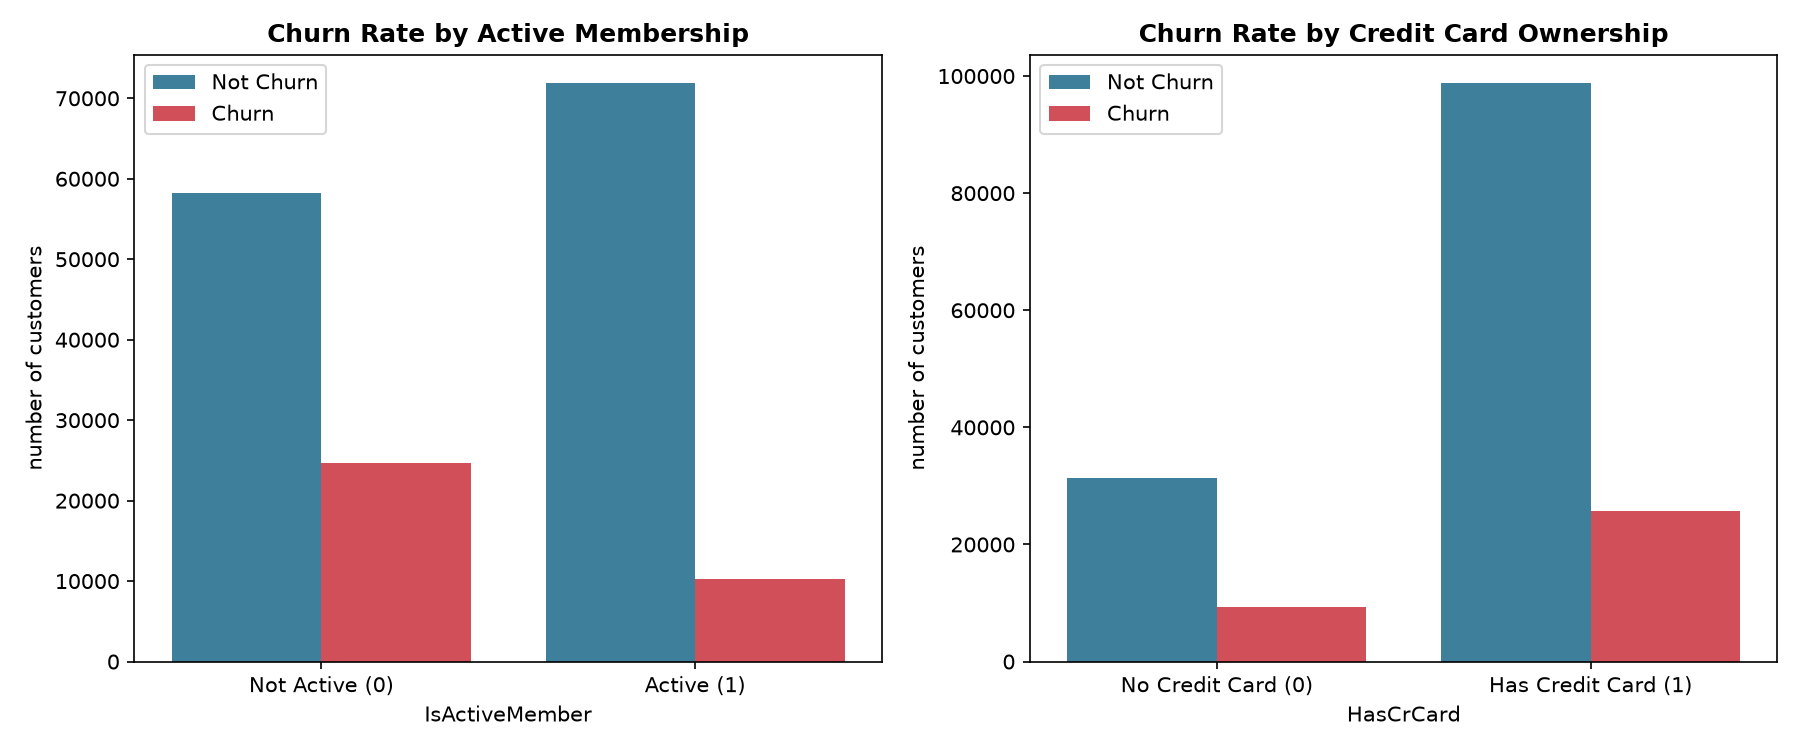 Churn Rate by Active Membership
Not Churn
Churn
70000
60000
50000
40000
30000
20000
10000
0
number of customers
Not Active (0)
Active (1)
IsActiveMember
Churn Rate by Credit Card Ownership
Not Churn
Churn
100000
80000
60000
40000
20000
0
number of customers
No Credit Card (0)
Has Credit Card (1)
HasCrCard